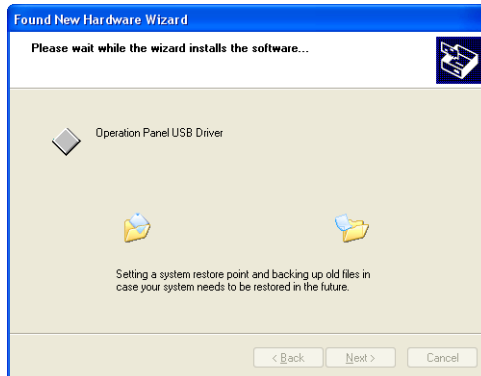 Found New Hardware Wizard
Please wait while the wizard installs the software...
Operation Panel USB Driver
Setting a system restore point and backing up old files in
case your system needs to be restored in the future.
< Back Next > Cancel